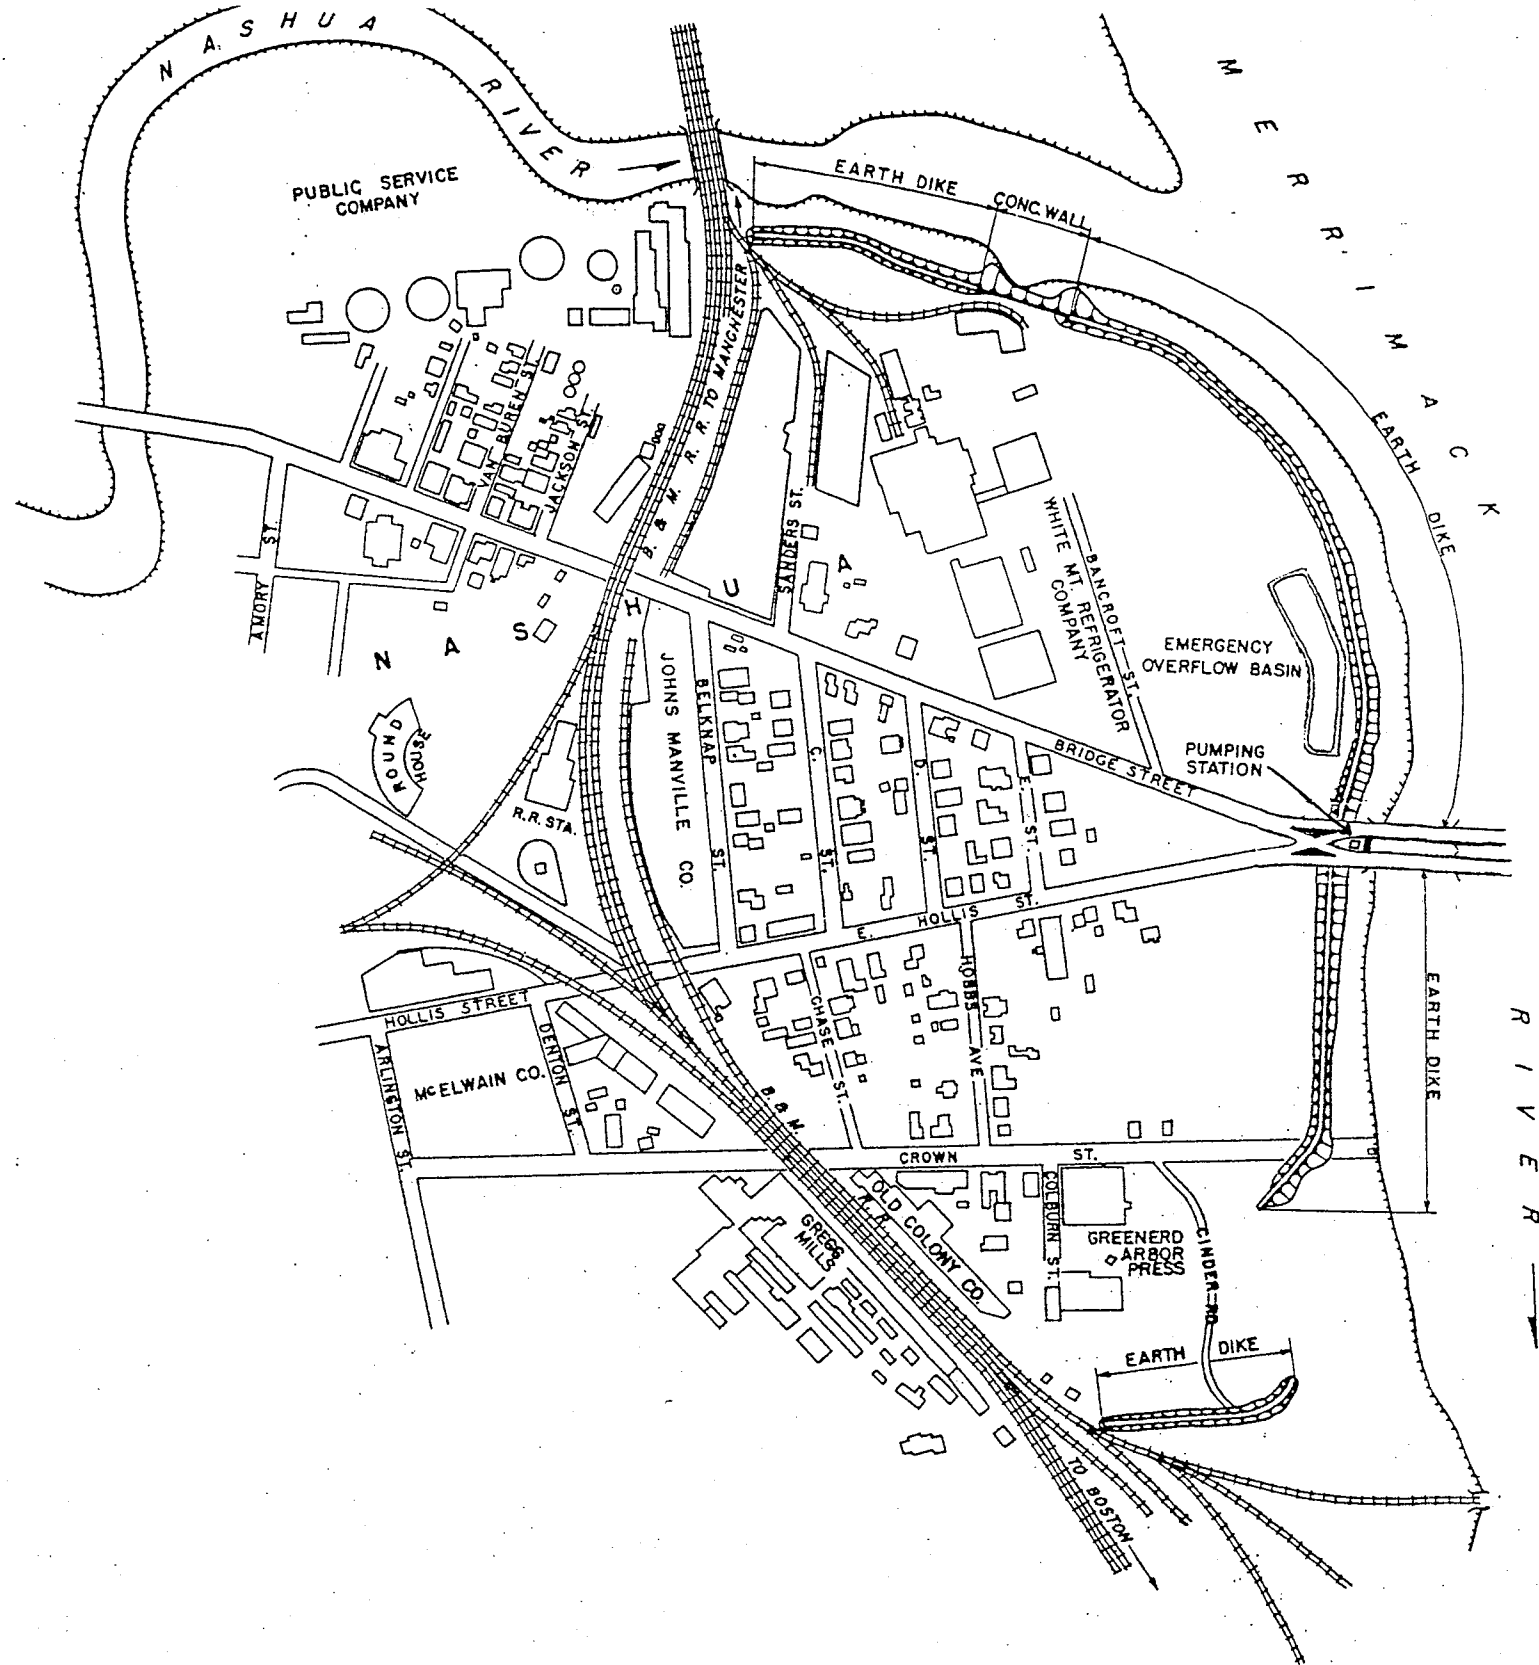 NASHUA
RIVER
MERRIMACK
RIVER
EARTH DIKE
CONC. WALL
PUBLIC SERVICE
COMPANY
B. & M. R. R. TO MANCHESTER
EARTH DIKE
VAN BUREN ST.
JACKSON ST.
SANDERS ST.
AMORY ST.
NASHUA
WHITE MT. REFRIGERATOR
COMPANY
BANCROFT ST.
EMERGENCY
OVERFLOW BASIN
PUMPING
STATION
ROUND
HOUSE
R.R. STA.
JOHNS MANVILLE CO.
BELKNAP ST.
C. ST.
D. ST.
E. ST.
BRIDGE STREET
E. HOLLIS ST.
HOLLIS STREET
EARTH DIKE
ARLINGTON ST.
McELWAIN CO.
DENTON ST.
CHASE ST.
HOBBS AVE
B. & M.
R. R.
CROWN ST.
GREGG
MILLS
OLD COLONY CO.
COLBURN ST.
GREENERD
ARBOR
PRESS
CINDER RD
EARTH DIKE
TO BOSTON